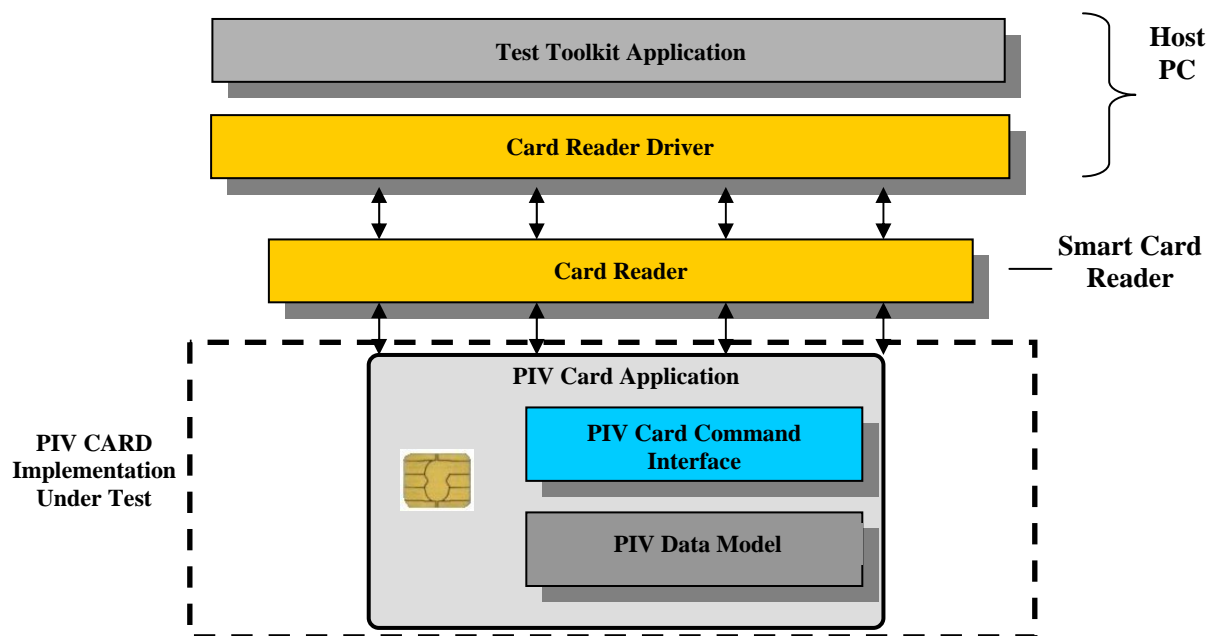 Test Toolkit Application
Host
PC
Card Reader Driver
Card Reader
Smart Card
Reader
PIV Card Application
PIV Card Command
Interface
PIV CARD
Implementation
Under Test
PIV Data Model